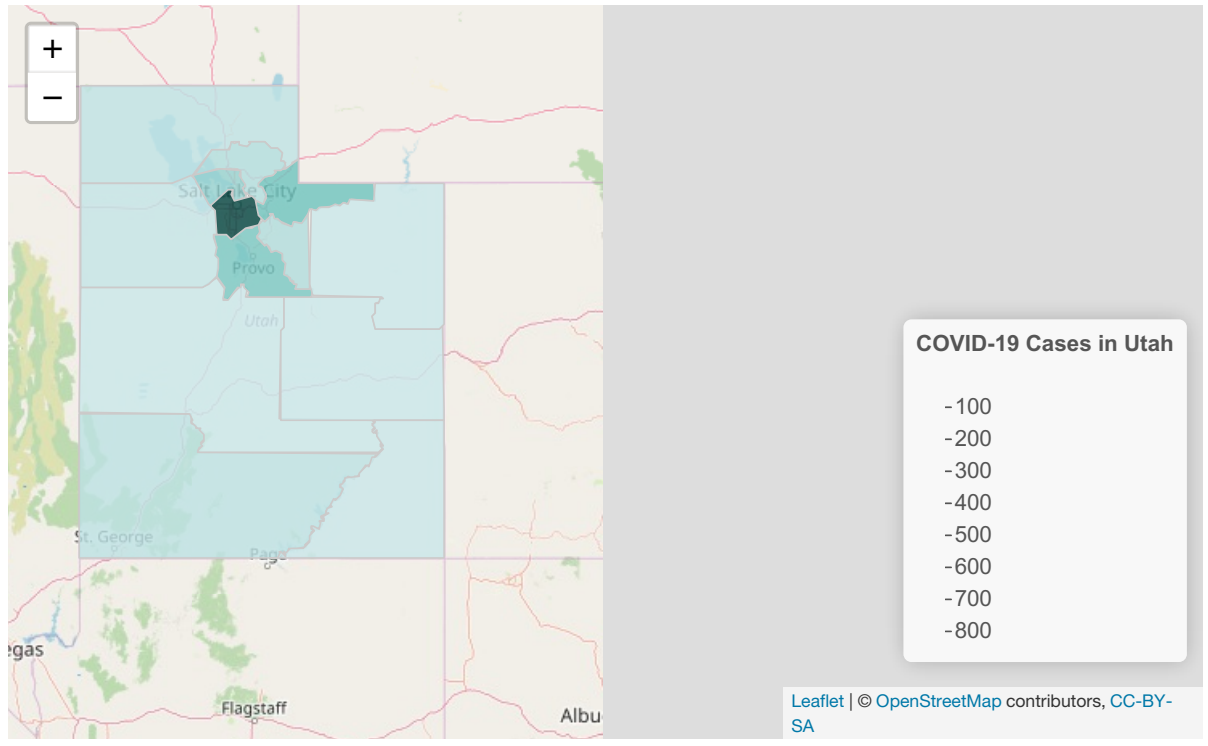 +
−
Salt Lake City
Provo
Utah
St. George
Page
egas
Flagstaff
Albu
COVID-19 Cases in Utah
-100
-200
-300
-400
-500
-600
-700
-800
Leaflet | © OpenStreetMap contributors, CC-BY-
SA